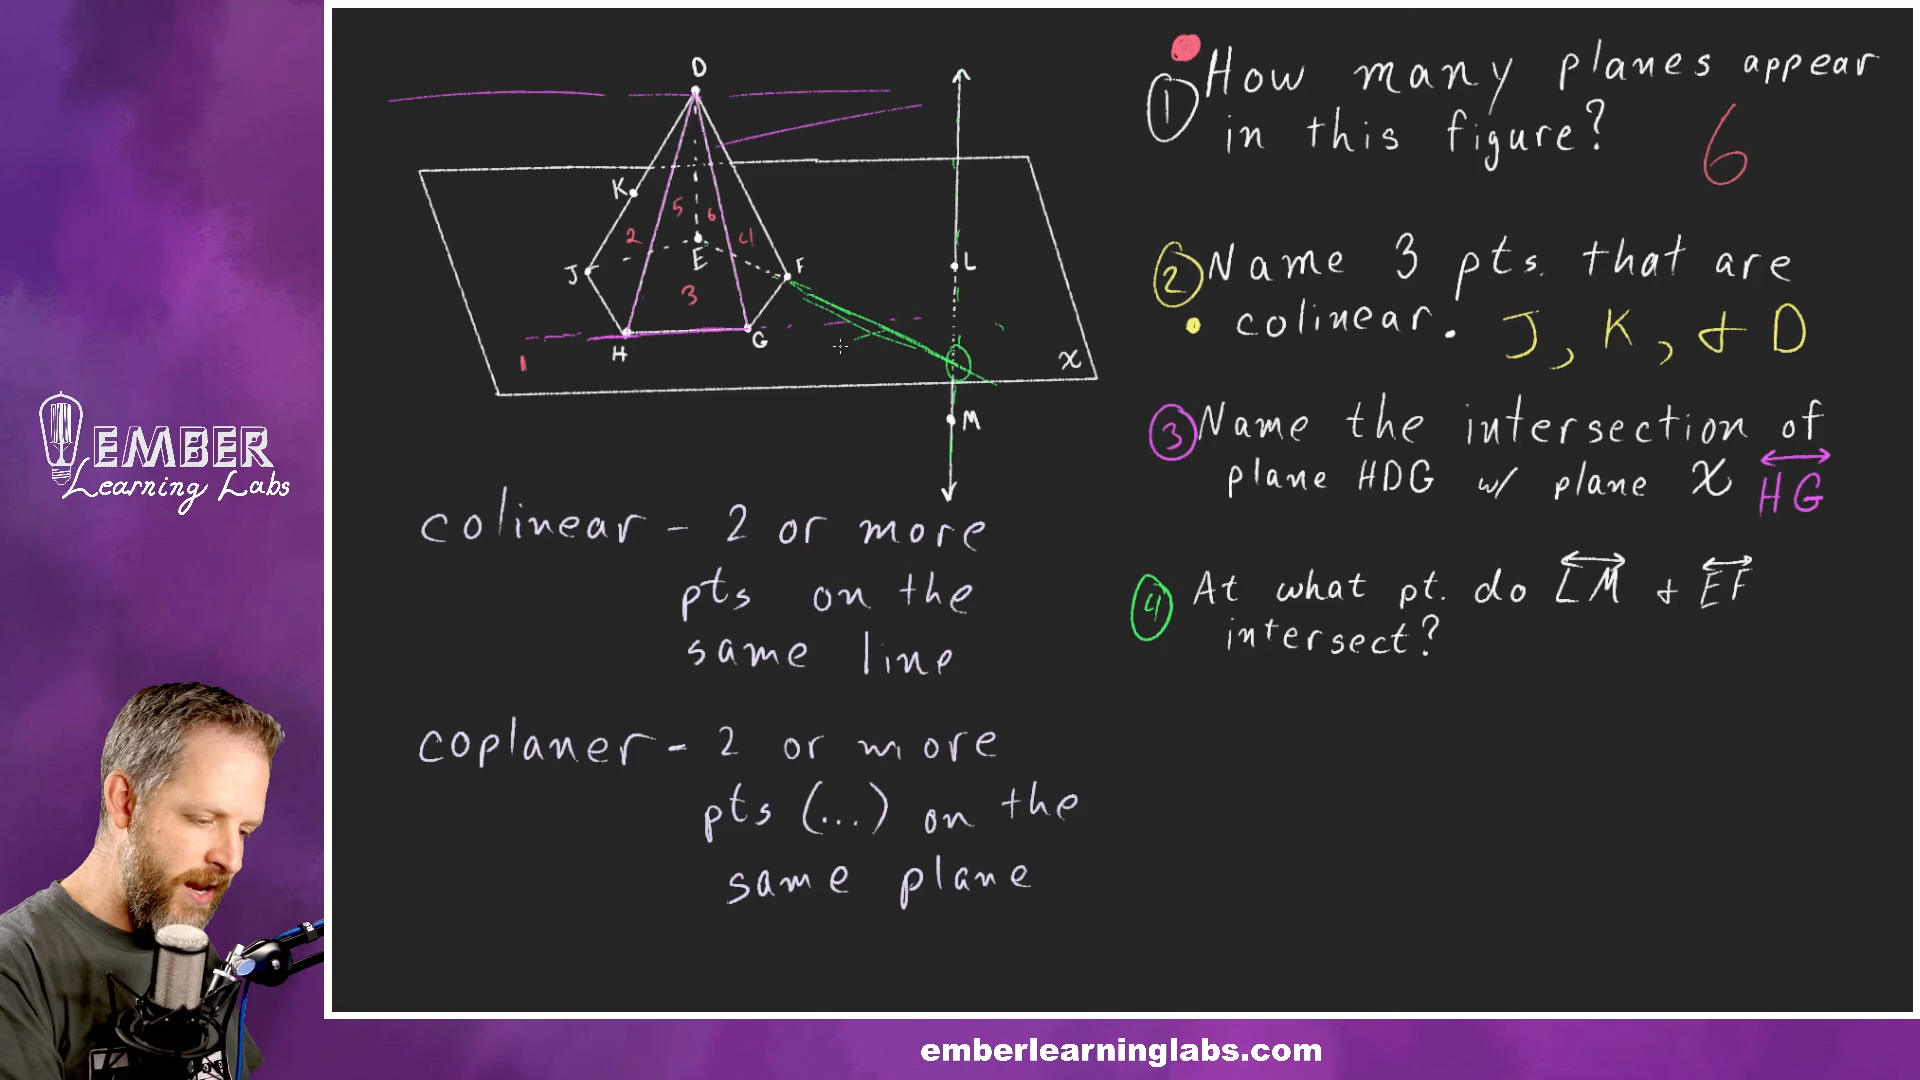 D
K
5
6
2
4
E
J
F
3
L
H
G
1
x
M
colinear - 2 or more
pts on the
same line
coplaner - 2 or more
pts (...) on the
same plane
1 How many planes appear
in this figure? 6
2 Name 3 pts. that are
colinear. J, K, & D
3 Name the intersection of
plane HDG w/ plane X HG
4 At what pt. do LM & EF
intersect?
EMBER
Learning Labs
emberlearninglabs.com